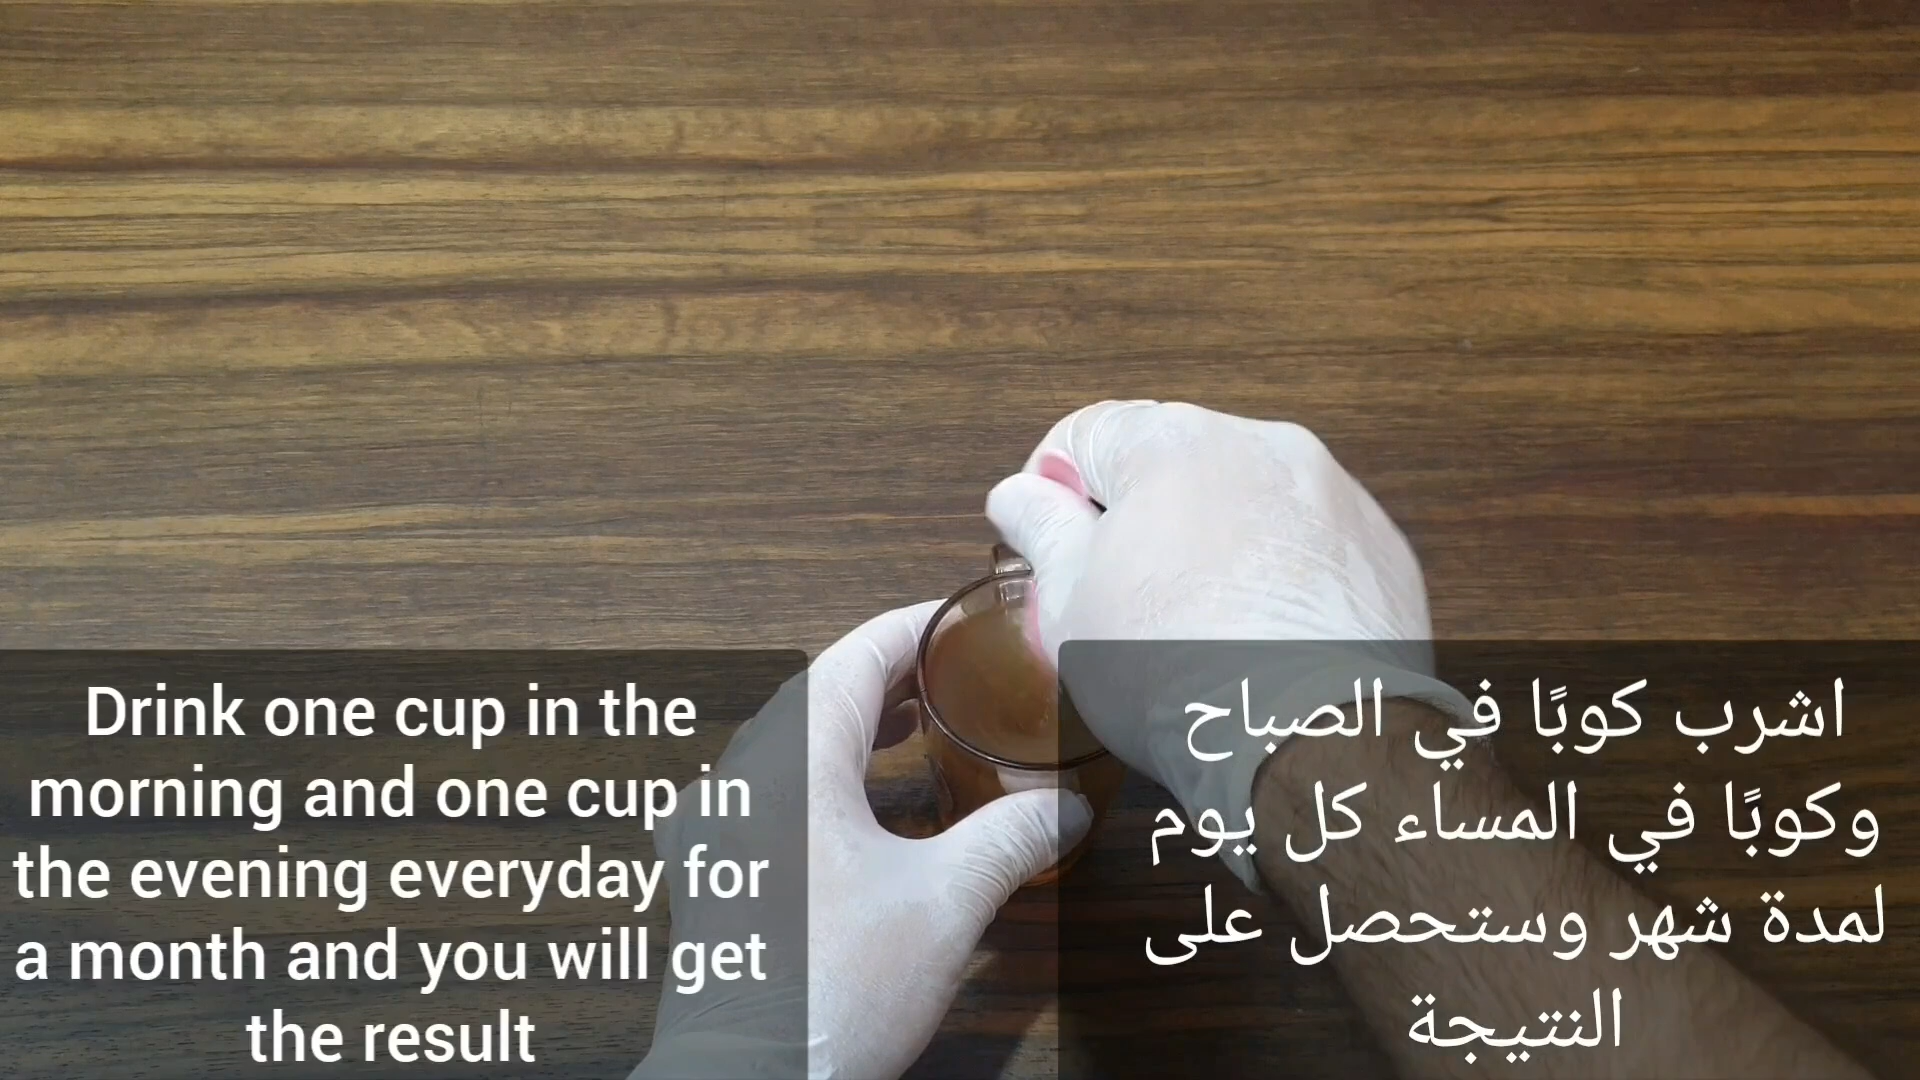 Drink one cup in the
morning and one cup in
the evening everyday for
a month and you will get
the result
اشرب كوبًا في الصباح
وكوبًا في المساء كل يوم
لمدة شهر وستحصل على
النتيجة